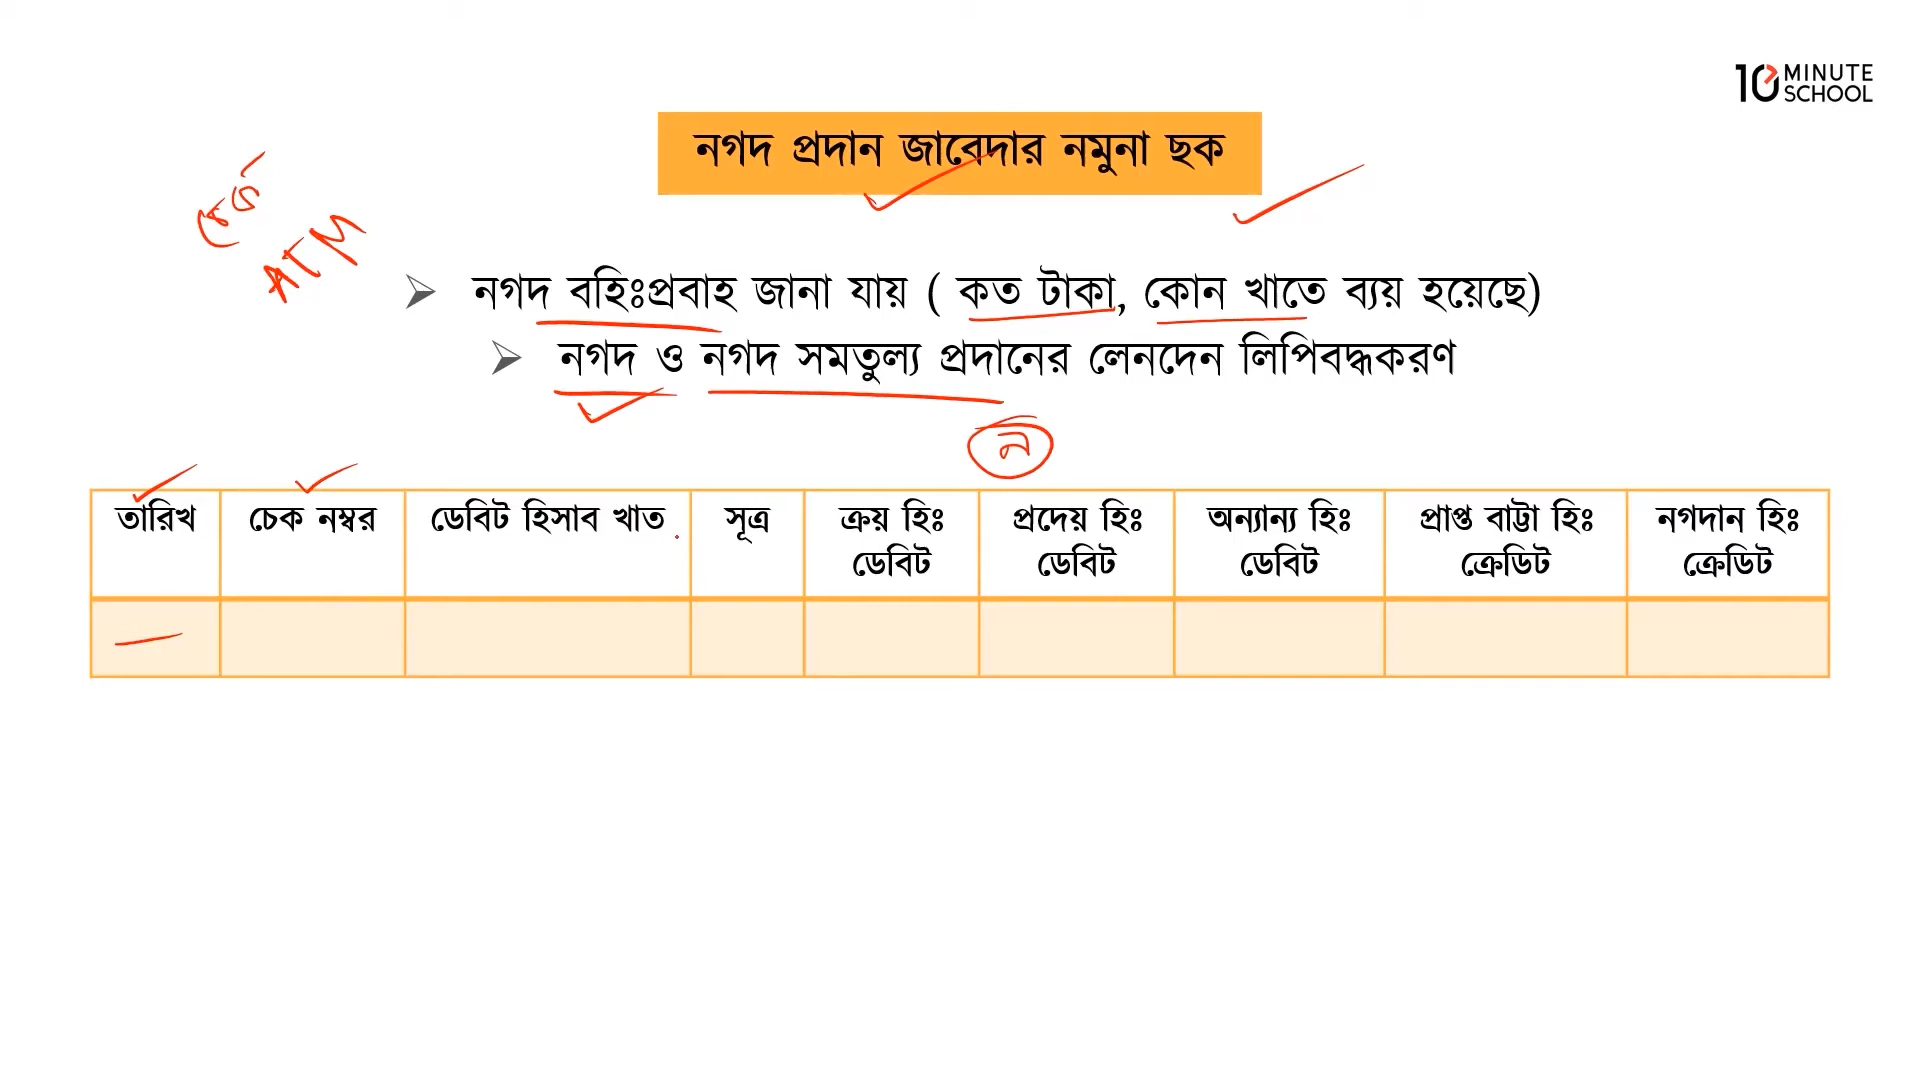 10 MINUTE
SCHOOL
নগদ প্রদান জাবেদার নমুনা ছক
চেক
ATM
➢ নগদ বহিঃপ্রবাহ জানা যায় ( কত টাকা, কোন খাতে ব্যয় হয়েছে)
➢ নগদ ও নগদ সমতুল্য প্রদানের লেনদেন লিপিবদ্ধকরণ
ন
তারিখ চেক নম্বর ডেবিট হিসাব খাত সূত্র ক্রয় হিঃ প্রদেয় হিঃ অন্যান্য হিঃ প্রাপ্ত বাট্টা হিঃ নগদান হিঃ
ডেবিট ডেবিট ডেবিট ক্রেডিট ক্রেডিট